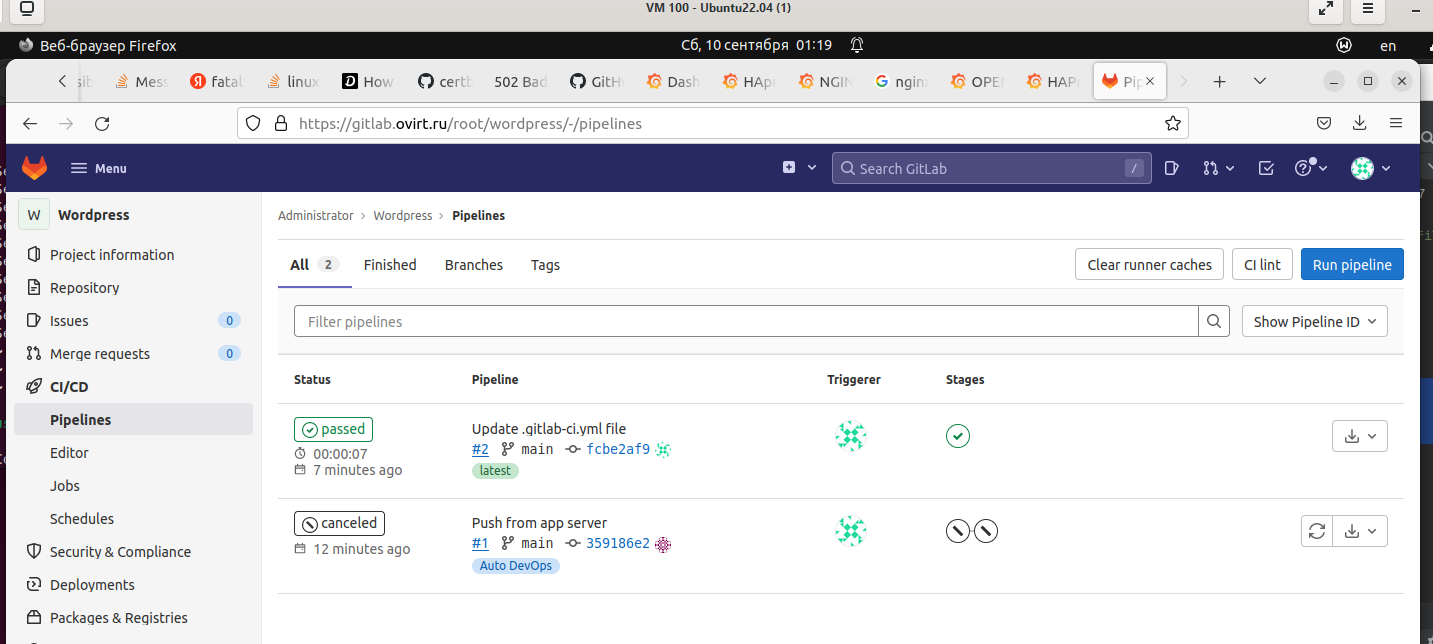 VM 100 - Ubuntu22.04 (1)
Веб-браузер Firefox
Сб, 10 сентября 01:19
en
Mess
fatal
linux
How
certb
502 Bad
GitH
Dash
HApr
NGIN
nginx
OPEN
HAPr
Pip
https://gitlab.ovirt.ru/root/wordpress/-/pipelines
Menu
Search GitLab
/
W Wordpress
Project information
Repository
Issues 0
Merge requests 0
CI/CD
Pipelines
Editor
Jobs
Schedules
Security & Compliance
Deployments
Packages & Registries
Administrator › Wordpress › Pipelines
All 2
Finished
Branches
Tags
Clear runner caches
CI lint
Run pipeline
Filter pipelines
Show Pipeline ID
Status Pipeline Triggerer Stages
passed
00:00:07
7 minutes ago
Update .gitlab-ci.yml file
#2 main fcbe2af9
latest
canceled
12 minutes ago
Push from app server
#1 main 359186e2
Auto DevOps